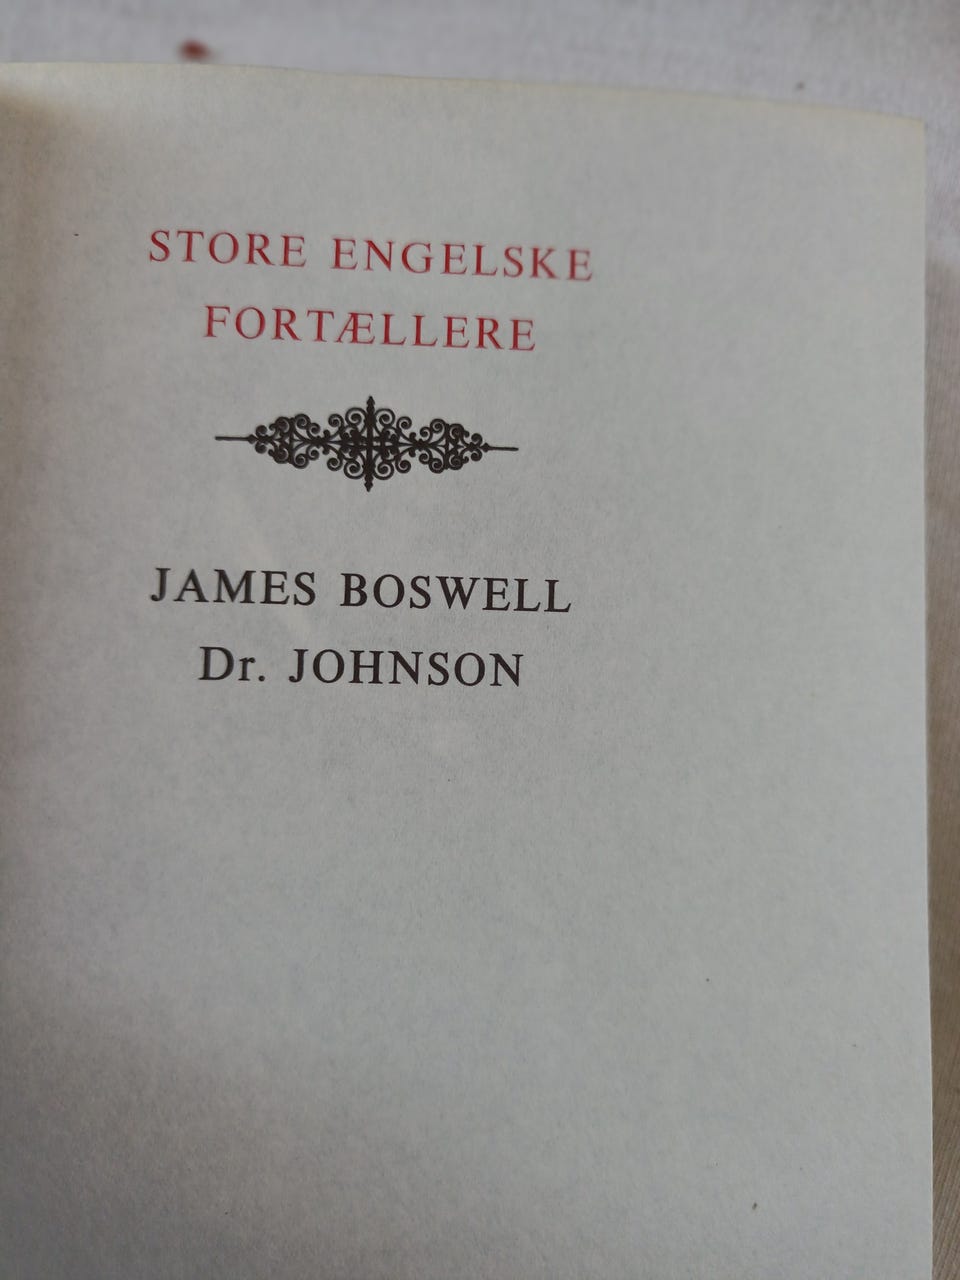 STORE ENGELSKE
FORTÆLLERE
JAMES BOSWELL
Dr. JOHNSON